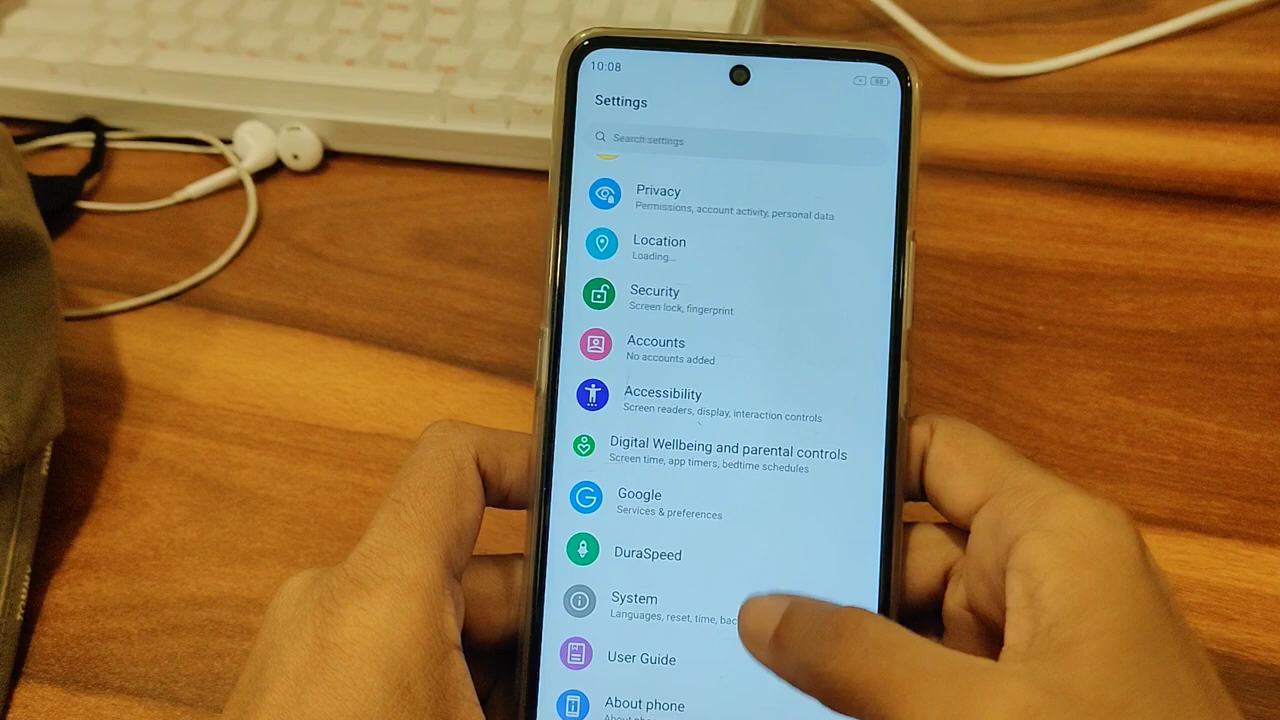 10:08
88
Settings
Search settings
Privacy
Permissions, account activity, personal data
Location
Loading...
Security
Screen lock, fingerprint
Accounts
No accounts added
Accessibility
Screen readers, display, interaction controls
Digital Wellbeing and parental controls
Screen time, app timers, bedtime schedules
Google
Services & preferences
DuraSpeed
System
Languages, reset, time, bac
User Guide
About phone